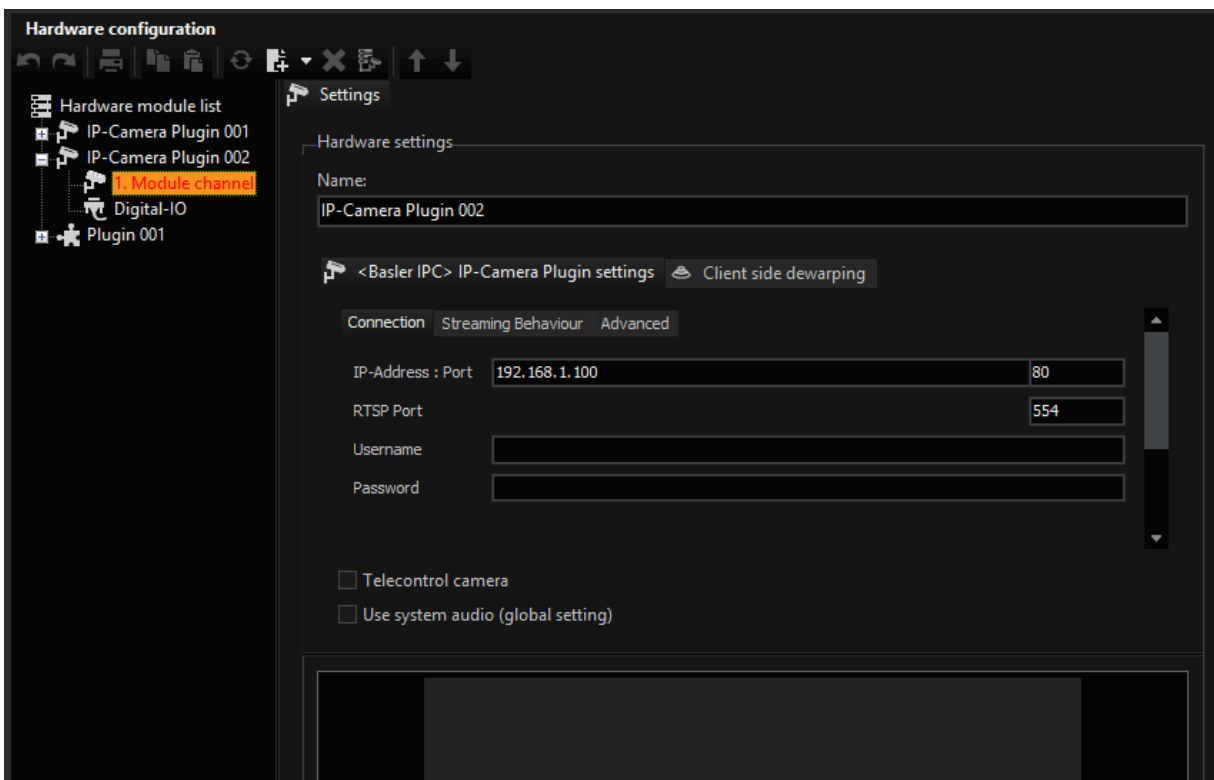 Hardware configuration
Hardware module list
IP-Camera Plugin 001
IP-Camera Plugin 002
1. Module channel
Digital-IO
Plugin 001
Settings
Hardware settings
Name:
IP-Camera Plugin 002
<Basler IPC> IP-Camera Plugin settings Client side dewarping
Connection Streaming Behaviour Advanced
IP-Address : Port 192.168.1.100 80
RTSP Port 554
Username
Password
Telecontrol camera
Use system audio (global setting)